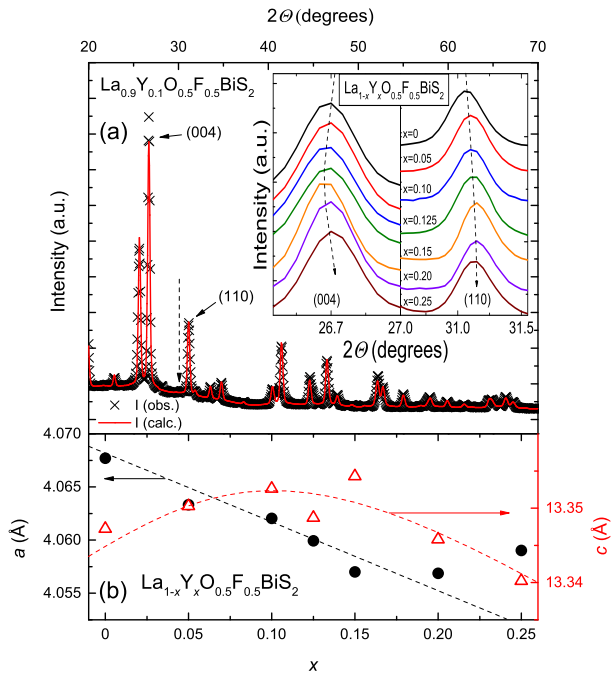 2Θ (degrees)
20 30 40 50 60 70
La0.9Y0.1O0.5F0.5BiS2
(a)
(004)
(110)
Intensity (a.u.)
I (obs.)
I (calc.)
La1-xYxO0.5F0.5BiS2
Intensity (a.u.)
x=0
x=0.05
x=0.10
x=0.125
x=0.15
x=0.20
x=0.25
(004)
(110)
26.7 27.0 31.0 31.5
2Θ (degrees)
4.070
4.065
4.060
4.055
a (Å)
13.35
13.34
c (Å)
(b)
La1-xYxO0.5F0.5BiS2
0 0.05 0.10 0.15 0.20 0.25
x